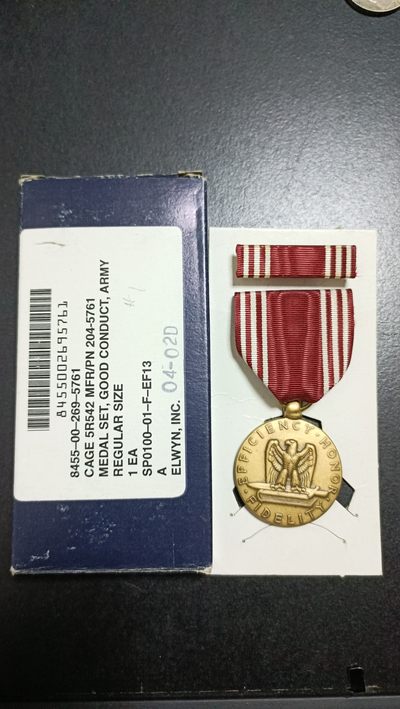 8455002695761
8455-00-269-5761
CAGE 5R542 MFR/PN 204-5761
MEDAL SET, GOOD CONDUCT, ARMY
REGULAR SIZE
1 EA
SP0100-01-F-EF13
A
ELWYN, INC. 04-02D
#1
EFFICIENCY · HONOR
FIDELITY